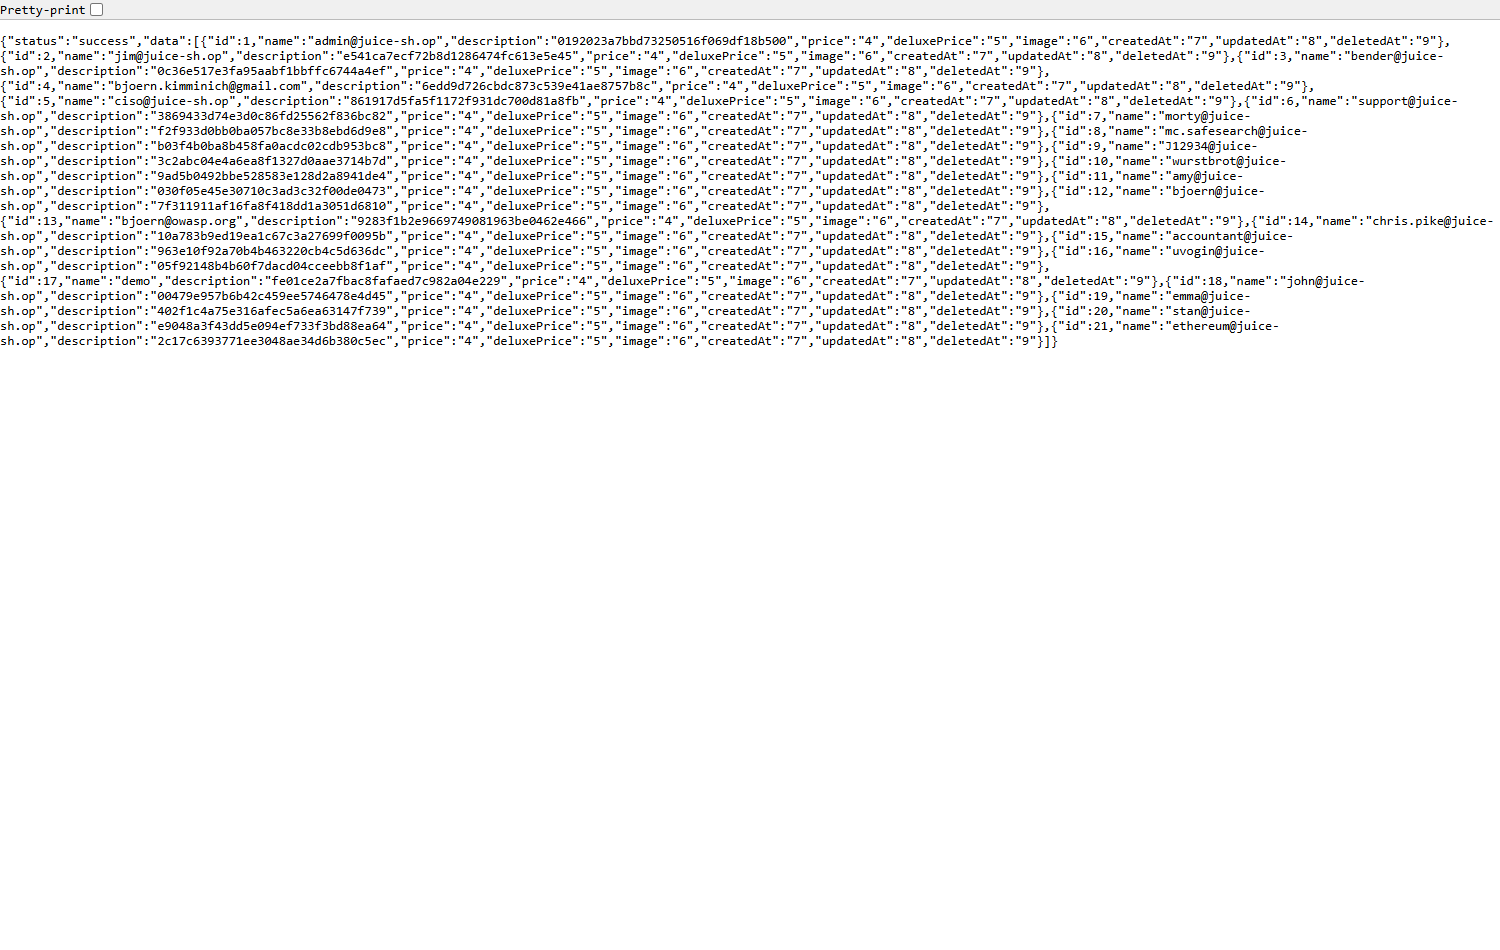 Pretty-print
{"status":"success","data":[{"id":1,"name":"admin@juice-sh.op","description":"0192023a7bbd73250516f069df18b500","price":"4","deluxePrice":"5","image":"6","createdAt":"7","updatedAt":"8","deletedAt":"9"},
{"id":2,"name":"jim@juice-sh.op","description":"e541ca7ecf72b8d1286474fc613e5e45","price":"4","deluxePrice":"5","image":"6","createdAt":"7","updatedAt":"8","deletedAt":"9"},{"id":3,"name":"bender@juice-
sh.op","description":"0c36e517e3fa95aabf1bbffc6744a4ef","price":"4","deluxePrice":"5","image":"6","createdAt":"7","updatedAt":"8","deletedAt":"9"},
{"id":4,"name":"bjoern.kimminich@gmail.com","description":"6edd9d726cbdc873c539e41ae8757b8c","price":"4","deluxePrice":"5","image":"6","createdAt":"7","updatedAt":"8","deletedAt":"9"},
{"id":5,"name":"ciso@juice-sh.op","description":"861917d5fa5f1172f931dc700d81a8fb","price":"4","deluxePrice":"5","image":"6","createdAt":"7","updatedAt":"8","deletedAt":"9"},{"id":6,"name":"support@juice-
sh.op","description":"3869433d74e3d0c86fd25562f836bc82","price":"4","deluxePrice":"5","image":"6","createdAt":"7","updatedAt":"8","deletedAt":"9"},{"id":7,"name":"morty@juice-
sh.op","description":"f2f933d0bb0ba057bc8e33b8ebd6d9e8","price":"4","deluxePrice":"5","image":"6","createdAt":"7","updatedAt":"8","deletedAt":"9"},{"id":8,"name":"mc.safesearch@juice-
sh.op","description":"b03f4b0ba8b458fa0acdc02cdb953bc8","price":"4","deluxePrice":"5","image":"6","createdAt":"7","updatedAt":"8","deletedAt":"9"},{"id":9,"name":"J12934@juice-
sh.op","description":"3c2abc04e4a6ea8f1327d0aae3714b7d","price":"4","deluxePrice":"5","image":"6","createdAt":"7","updatedAt":"8","deletedAt":"9"},{"id":10,"name":"wurstbrot@juice-
sh.op","description":"9ad5b0492bbe528583e128d2a8941de4","price":"4","deluxePrice":"5","image":"6","createdAt":"7","updatedAt":"8","deletedAt":"9"},{"id":11,"name":"amy@juice-
sh.op","description":"030f05e45e30710c3ad3c32f00de0473","price":"4","deluxePrice":"5","image":"6","createdAt":"7","updatedAt":"8","deletedAt":"9"},{"id":12,"name":"bjoern@juice-
sh.op","description":"7f311911af16fa8f418dd1a3051d6810","price":"4","deluxePrice":"5","image":"6","createdAt":"7","updatedAt":"8","deletedAt":"9"},
{"id":13,"name":"bjoern@owasp.org","description":"9283f1b2e9669749081963be0462e466","price":"4","deluxePrice":"5","image":"6","createdAt":"7","updatedAt":"8","deletedAt":"9"},{"id":14,"name":"chris.pike@juice-
sh.op","description":"10a783b9ed19ea1c67c3a27699f0095b","price":"4","deluxePrice":"5","image":"6","createdAt":"7","updatedAt":"8","deletedAt":"9"},{"id":15,"name":"accountant@juice-
sh.op","description":"963e10f92a70b4b463220cb4c5d636dc","price":"4","deluxePrice":"5","image":"6","createdAt":"7","updatedAt":"8","deletedAt":"9"},{"id":16,"name":"uvogin@juice-
sh.op","description":"05f92148b4b60f7dacd04cceebb8f1af","price":"4","deluxePrice":"5","image":"6","createdAt":"7","updatedAt":"8","deletedAt":"9"},
{"id":17,"name":"demo","description":"fe01ce2a7fbac8fafaed7c982a04e229","price":"4","deluxePrice":"5","image":"6","createdAt":"7","updatedAt":"8","deletedAt":"9"},{"id":18,"name":"john@juice-
sh.op","description":"00479e957b6b42c459ee5746478e4d45","price":"4","deluxePrice":"5","image":"6","createdAt":"7","updatedAt":"8","deletedAt":"9"},{"id":19,"name":"emma@juice-
sh.op","description":"402f1c4a75e316afec5a6ea63147f739","price":"4","deluxePrice":"5","image":"6","createdAt":"7","updatedAt":"8","deletedAt":"9"},{"id":20,"name":"stan@juice-
sh.op","description":"e9048a3f43dd5e094ef733f3bd88ea64","price":"4","deluxePrice":"5","image":"6","createdAt":"7","updatedAt":"8","deletedAt":"9"},{"id":21,"name":"ethereum@juice-
sh.op","description":"2c17c6393771ee3048ae34d6b380c5ec","price":"4","deluxePrice":"5","image":"6","createdAt":"7","updatedAt":"8","deletedAt":"9"}]}